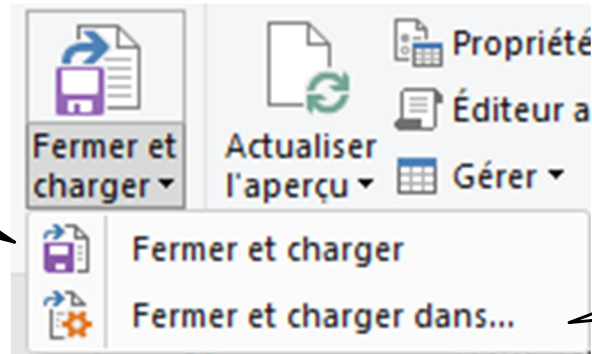 Fermer et
charger
Actualiser
l'aperçu
Propriété
Éditeur a
Gérer
Fermer et charger
Fermer et charger dans...